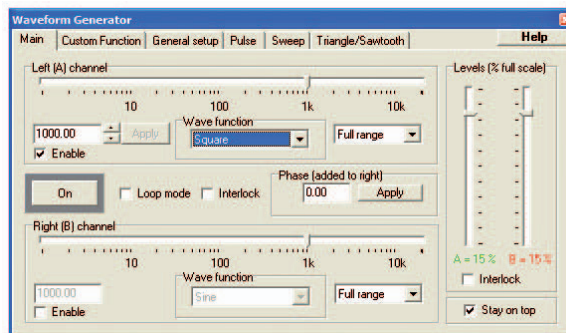 Waveform Generator
Main Custom Function General setup Pulse Sweep Triangle/Sawtooth Help
Left (A) channel
10 100 1k 10k
1000.00 Apply Wave function Square Full range
Enable
On Loop mode Interlock Phase (added to right) 0.00 Apply
Right (B) channel
10 100 1k 10k
1000.00 Wave function Sine Full range
Enable
Levels (% full scale)
A = 15% B = 15%
Interlock
Stay on top